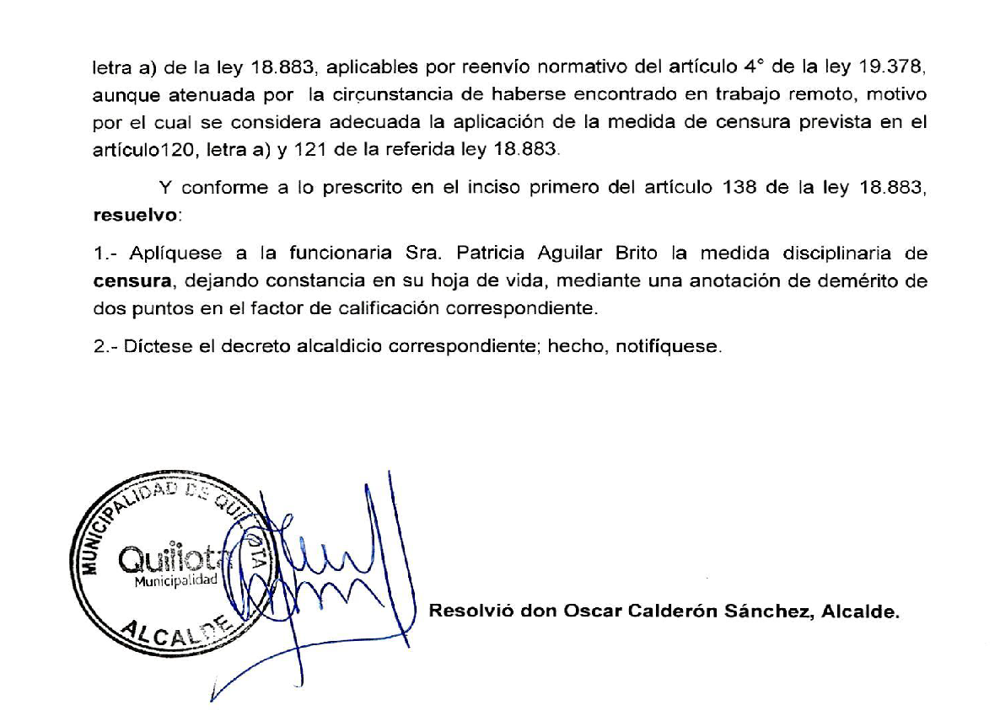 letra a) de la ley 18.883, aplicables por reenvío normativo del artículo 4° de la ley 19.378,
aunque atenuada por la circunstancia de haberse encontrado en trabajo remoto, motivo
por el cual se considera adecuada la aplicación de la medida de censura prevista en el
artículo120, letra a) y 121 de la referida ley 18.883.
Y conforme a lo prescrito en el inciso primero del artículo 138 de la ley 18.883,
resuelvo:
1.- Aplíquese a la funcionaria Sra. Patricia Aguilar Brito la medida disciplinaria de
censura, dejando constancia en su hoja de vida, mediante una anotación de demérito de
dos puntos en el factor de calificación correspondiente.
2.- Díctese el decreto alcaldicio correspondiente; hecho, notifíquese.
MUNICIPALIDAD DE QUILLOTA
Quillota
Municipalidad
ALCALDE
Resolvió don Oscar Calderón Sánchez, Alcalde.